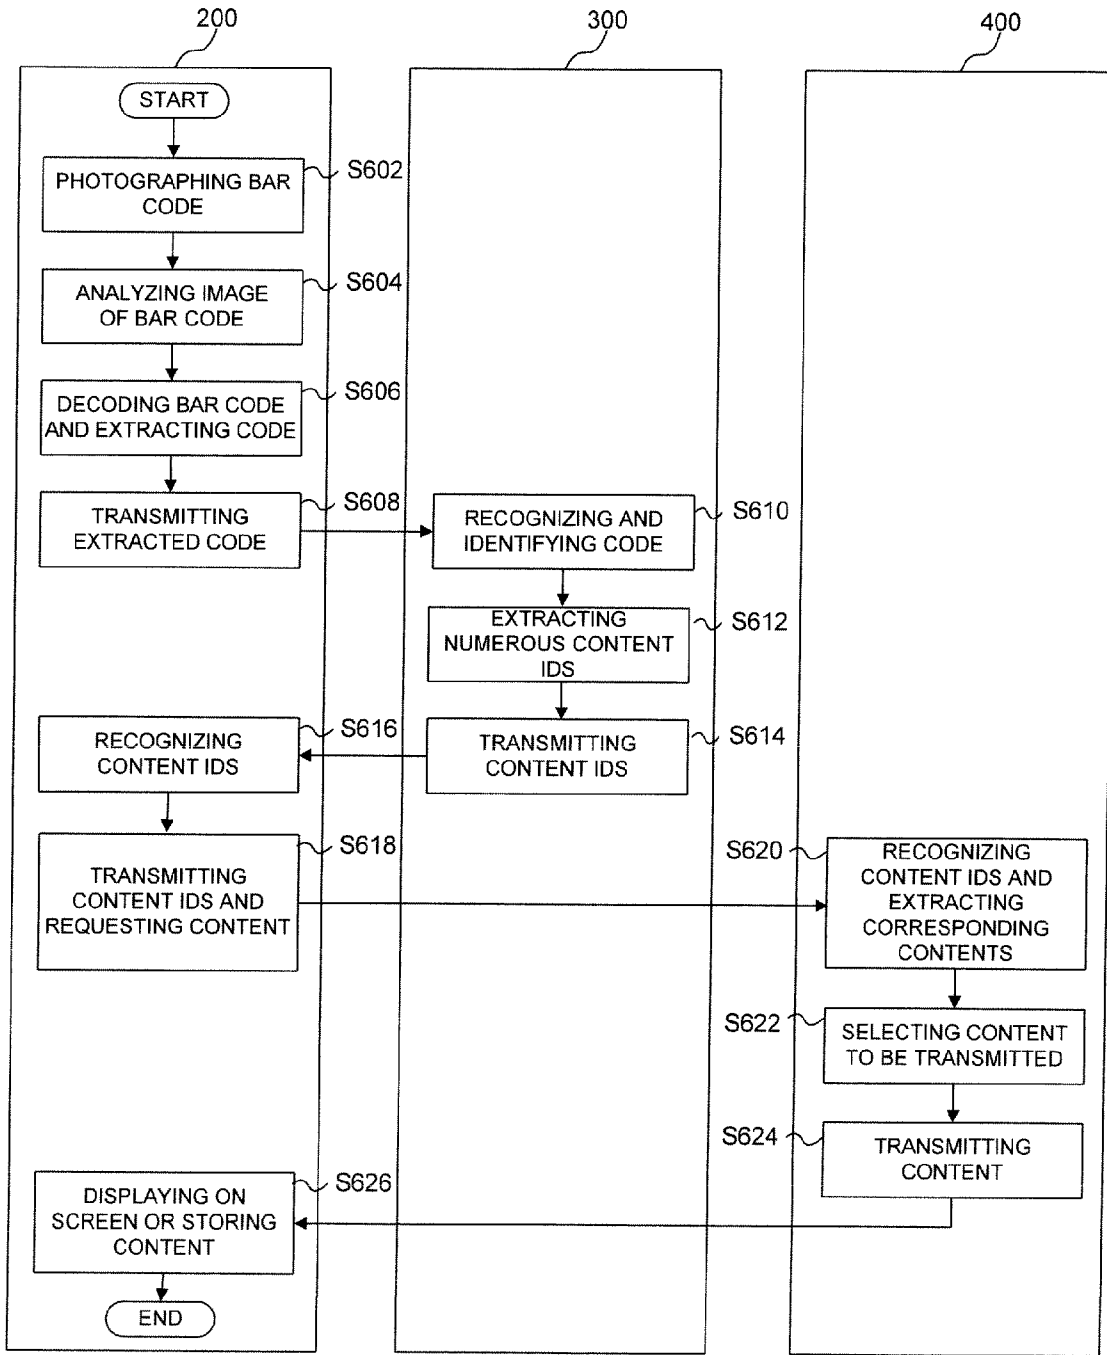 200
300
400
START
PHOTOGRAPHING BAR
CODE
S602
ANALYZING IMAGE
OF BAR CODE
S604
DECODING BAR CODE
AND EXTRACTING CODE
S606
TRANSMITTING
EXTRACTED CODE
S608
RECOGNIZING AND
IDENTIFYING CODE
S610
EXTRACTING
NUMEROUS CONTENT
IDS
S612
TRANSMITTING
CONTENT IDS
S614
RECOGNIZING
CONTENT IDS
S616
TRANSMITTING
CONTENT IDS AND
REQUESTING CONTENT
S618
S620
RECOGNIZING
CONTENT IDS AND
EXTRACTING
CORRESPONDING
CONTENTS
S622
SELECTING CONTENT
TO BE TRANSMITTED
S624
TRANSMITTING
CONTENT
DISPLAYING ON
SCREEN OR STORING
CONTENT
S626
END